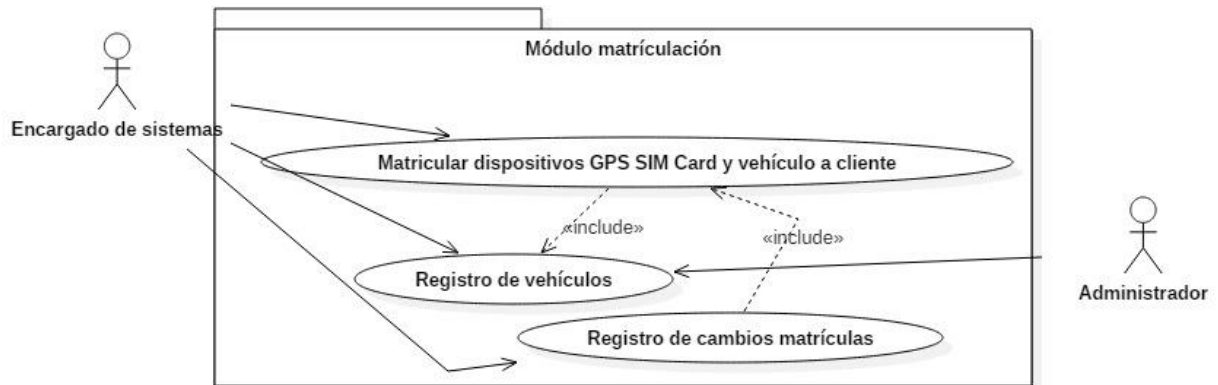 Módulo matrículación
Encargado de sistemas
Matricular dispositivos GPS SIM Card y vehículo a cliente
«include»
«include»
Registro de vehículos
Administrador
Registro de cambios matrículas